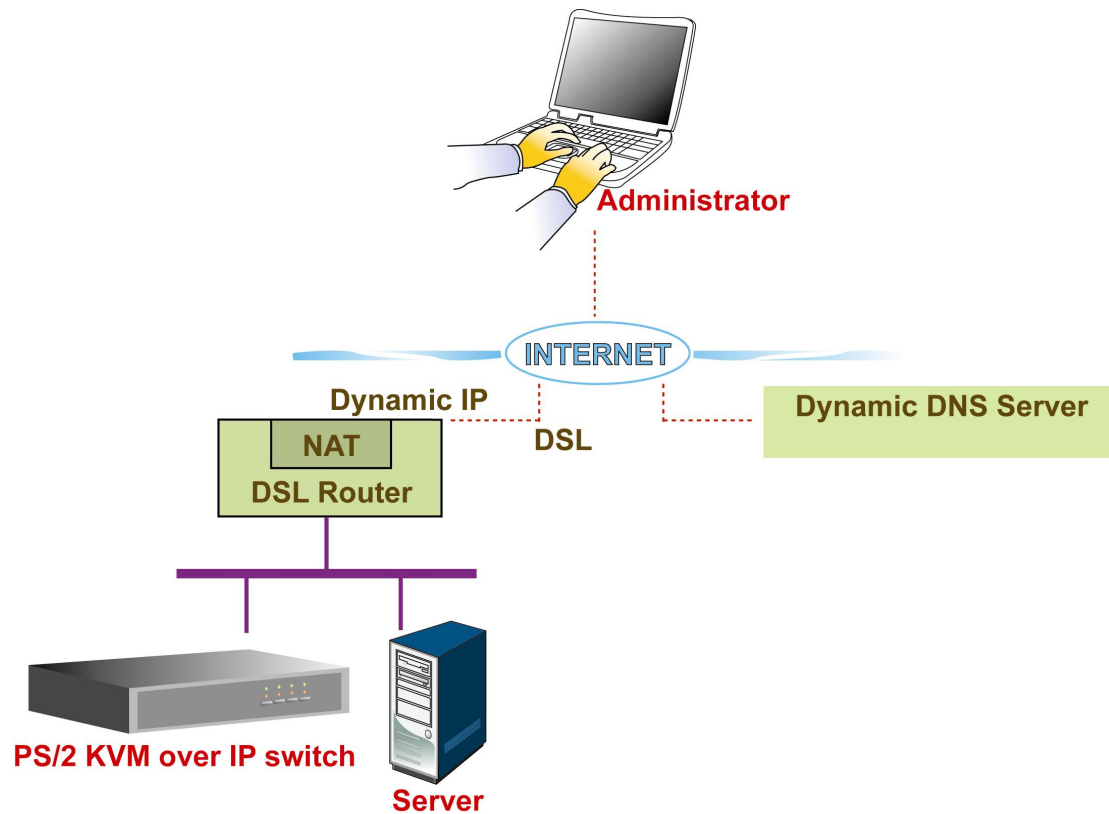 Administrator
INTERNET
Dynamic IP
DSL
Dynamic DNS Server
NAT
DSL Router
PS/2 KVM over IP switch
Server